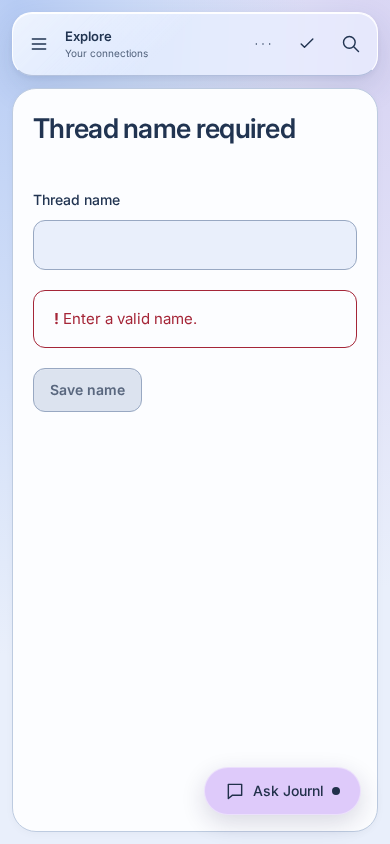 Explore
Your connections
Thread name required
Thread name
! Enter a valid name.
Save name
Ask Journl